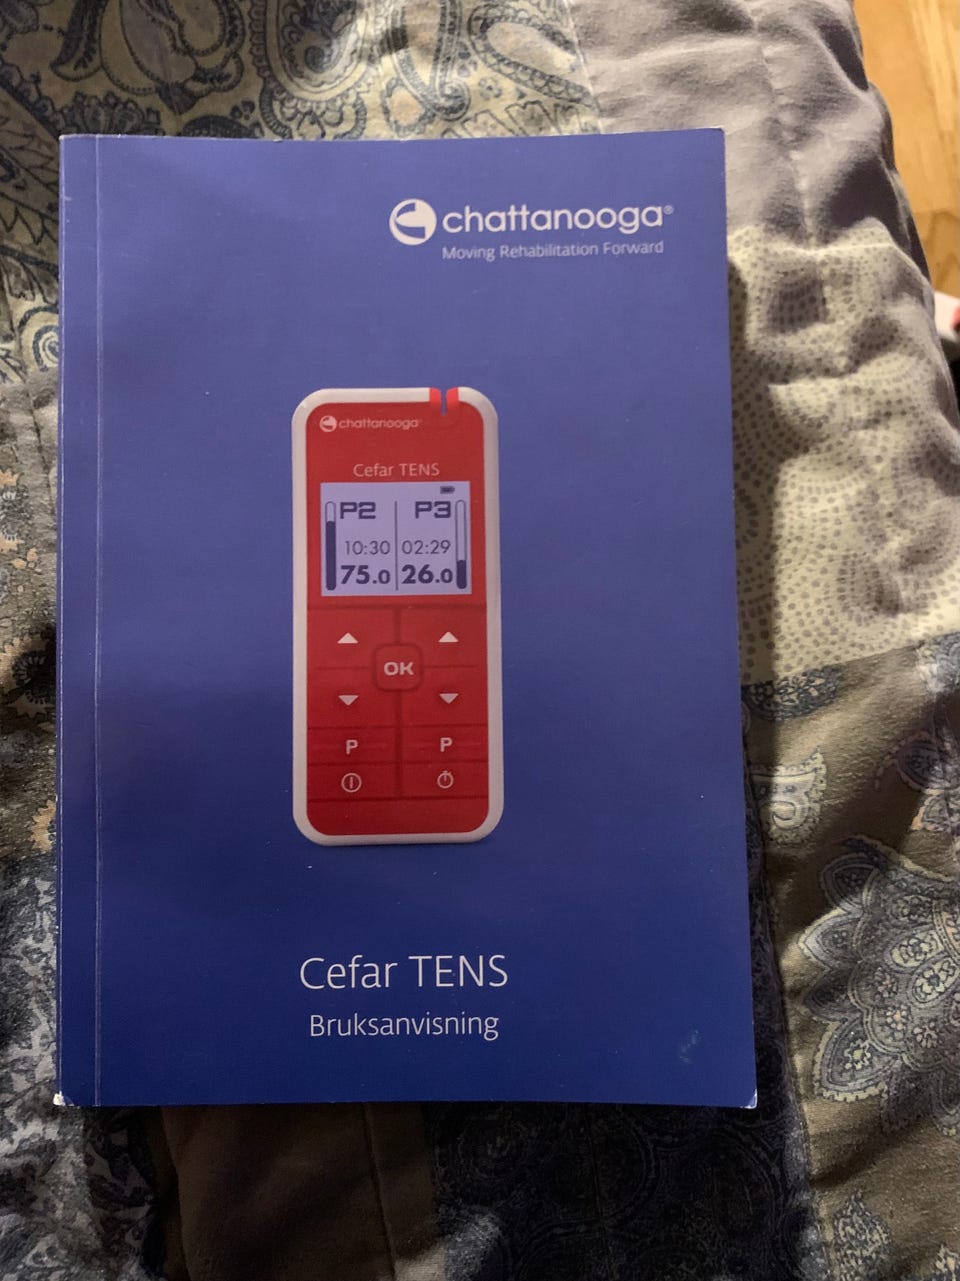 chattanooga®
Moving Rehabilitation Forward
chattanooga®
Cefar TENS
P2 P3
10:30 02:29
75.0 26.0
OK
P P
Cefar TENS
Bruksanvisning